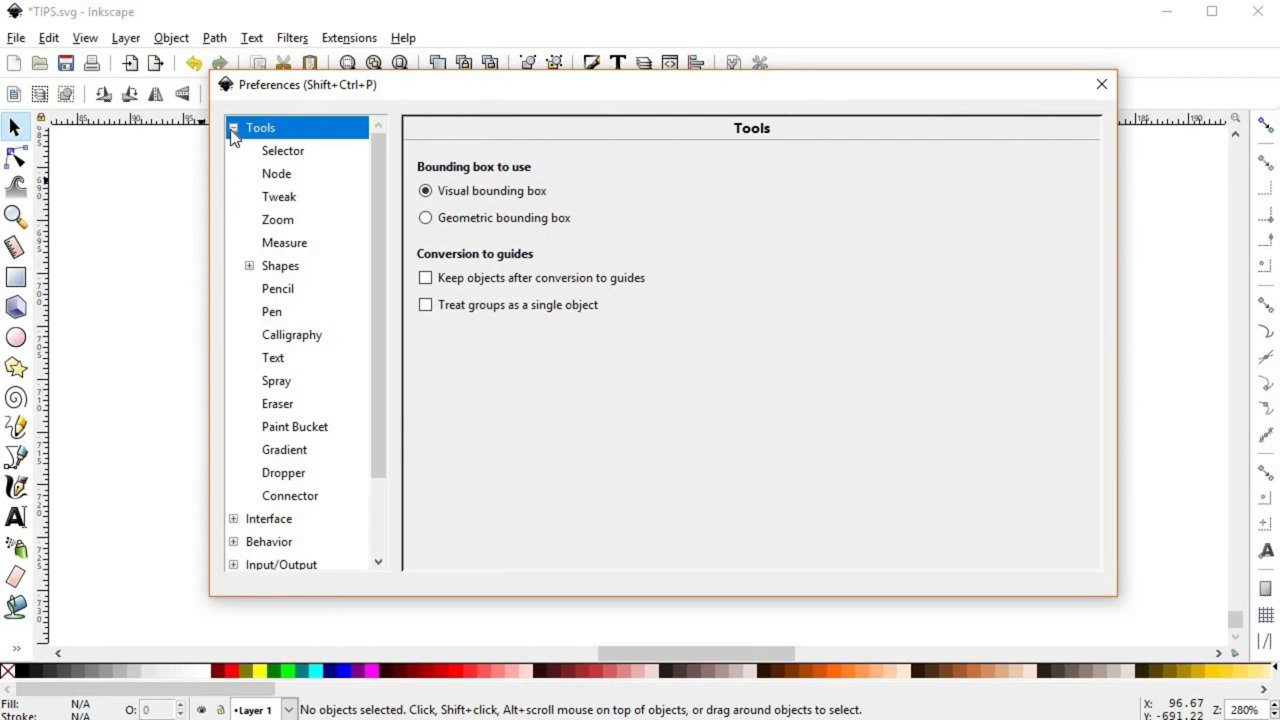 *TIPS.svg - Inkscape
File Edit View Layer Object Path Text Filters Extensions Help
Preferences (Shift+Ctrl+P)
Tools
Selector
Node
Tweak
Zoom
Measure
Shapes
Pencil
Pen
Calligraphy
Text
Spray
Eraser
Paint Bucket
Gradient
Dropper
Connector
Interface
Behavior
Input/Output
Tools
Bounding box to use
Visual bounding box
Geometric bounding box
Conversion to guides
Keep objects after conversion to guides
Treat groups as a single object
Fill: N/A
Stroke: N/A
O: 0
•Layer 1
No objects selected. Click, Shift+click, Alt+scroll mouse on top of objects, or drag around objects to select.
X: 96.67
Y: -691.22
Z: 280%